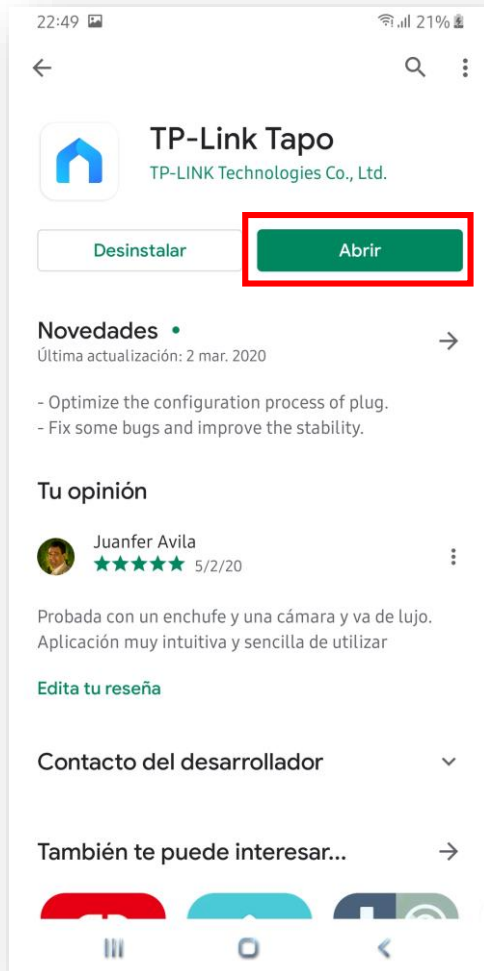 22:49 21%
TP-Link Tapo
TP-LINK Technologies Co., Ltd.
Desinstalar Abrir
Novedades •
Última actualización: 2 mar. 2020
- Optimize the configuration process of plug.
- Fix some bugs and improve the stability.
Tu opinión
Juanfer Avila
5/2/20
Probada con un enchufe y una cámara y va de lujo.
Aplicación muy intuitiva y sencilla de utilizar
Edita tu reseña
Contacto del desarrollador
También te puede interesar...